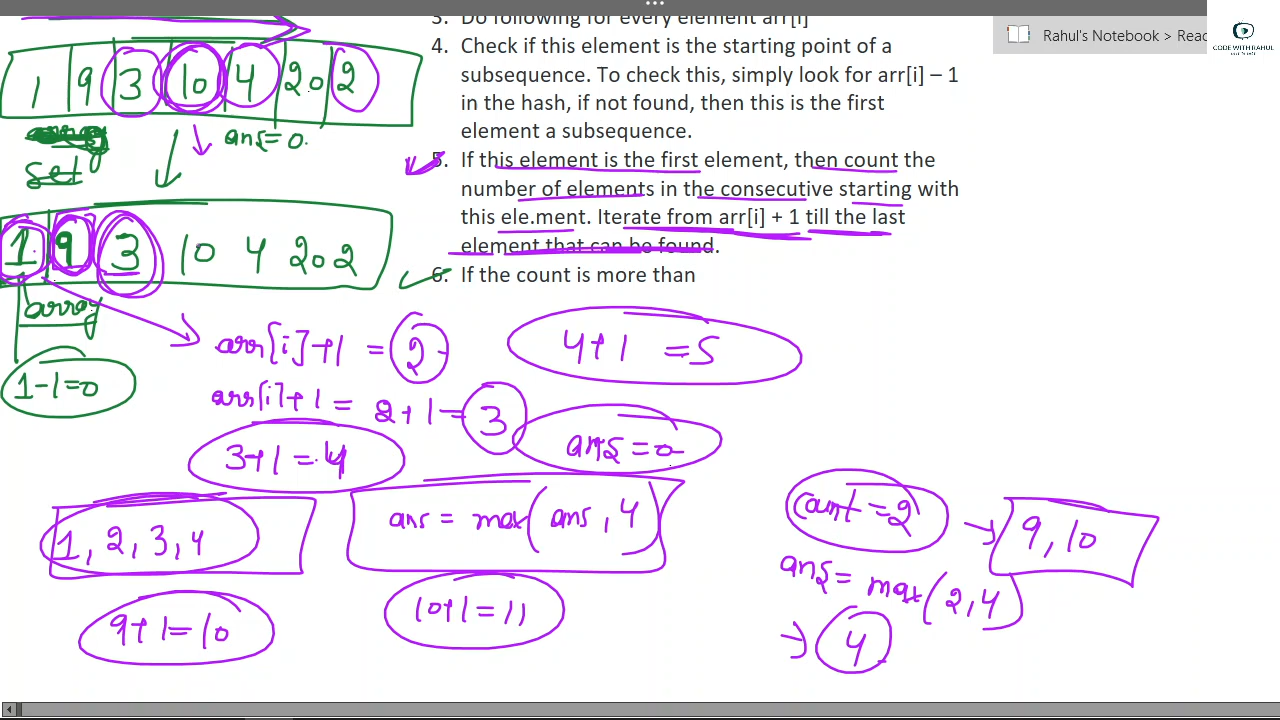 3. Do following for every element arr[i]
4. Check if this element is the starting point of a
subsequence. To check this, simply look for arr[i] – 1
in the hash, if not found, then this is the first
element a subsequence.
5. If this element is the first element, then count the
number of elements in the consecutive starting with
this ele.ment. Iterate from arr[i] + 1 till the last
element that can be found.
6. If the count is more than
Rahul's Notebook > Read
CODE WITH RAHUL
1 9 3 10 4 20 2
ans=0.
set
1 9 3 10 4 20 2
array
1-1=0
arr[i]+1 = 2
4+1 = 5
arr[i]+1 = 2+1 = 3
3+1=4
ans=0
1, 2, 3, 4
ans = max(ans, 4)
count=2
9, 10
ans= max(2,4)
9+1=10
10+1=11
4